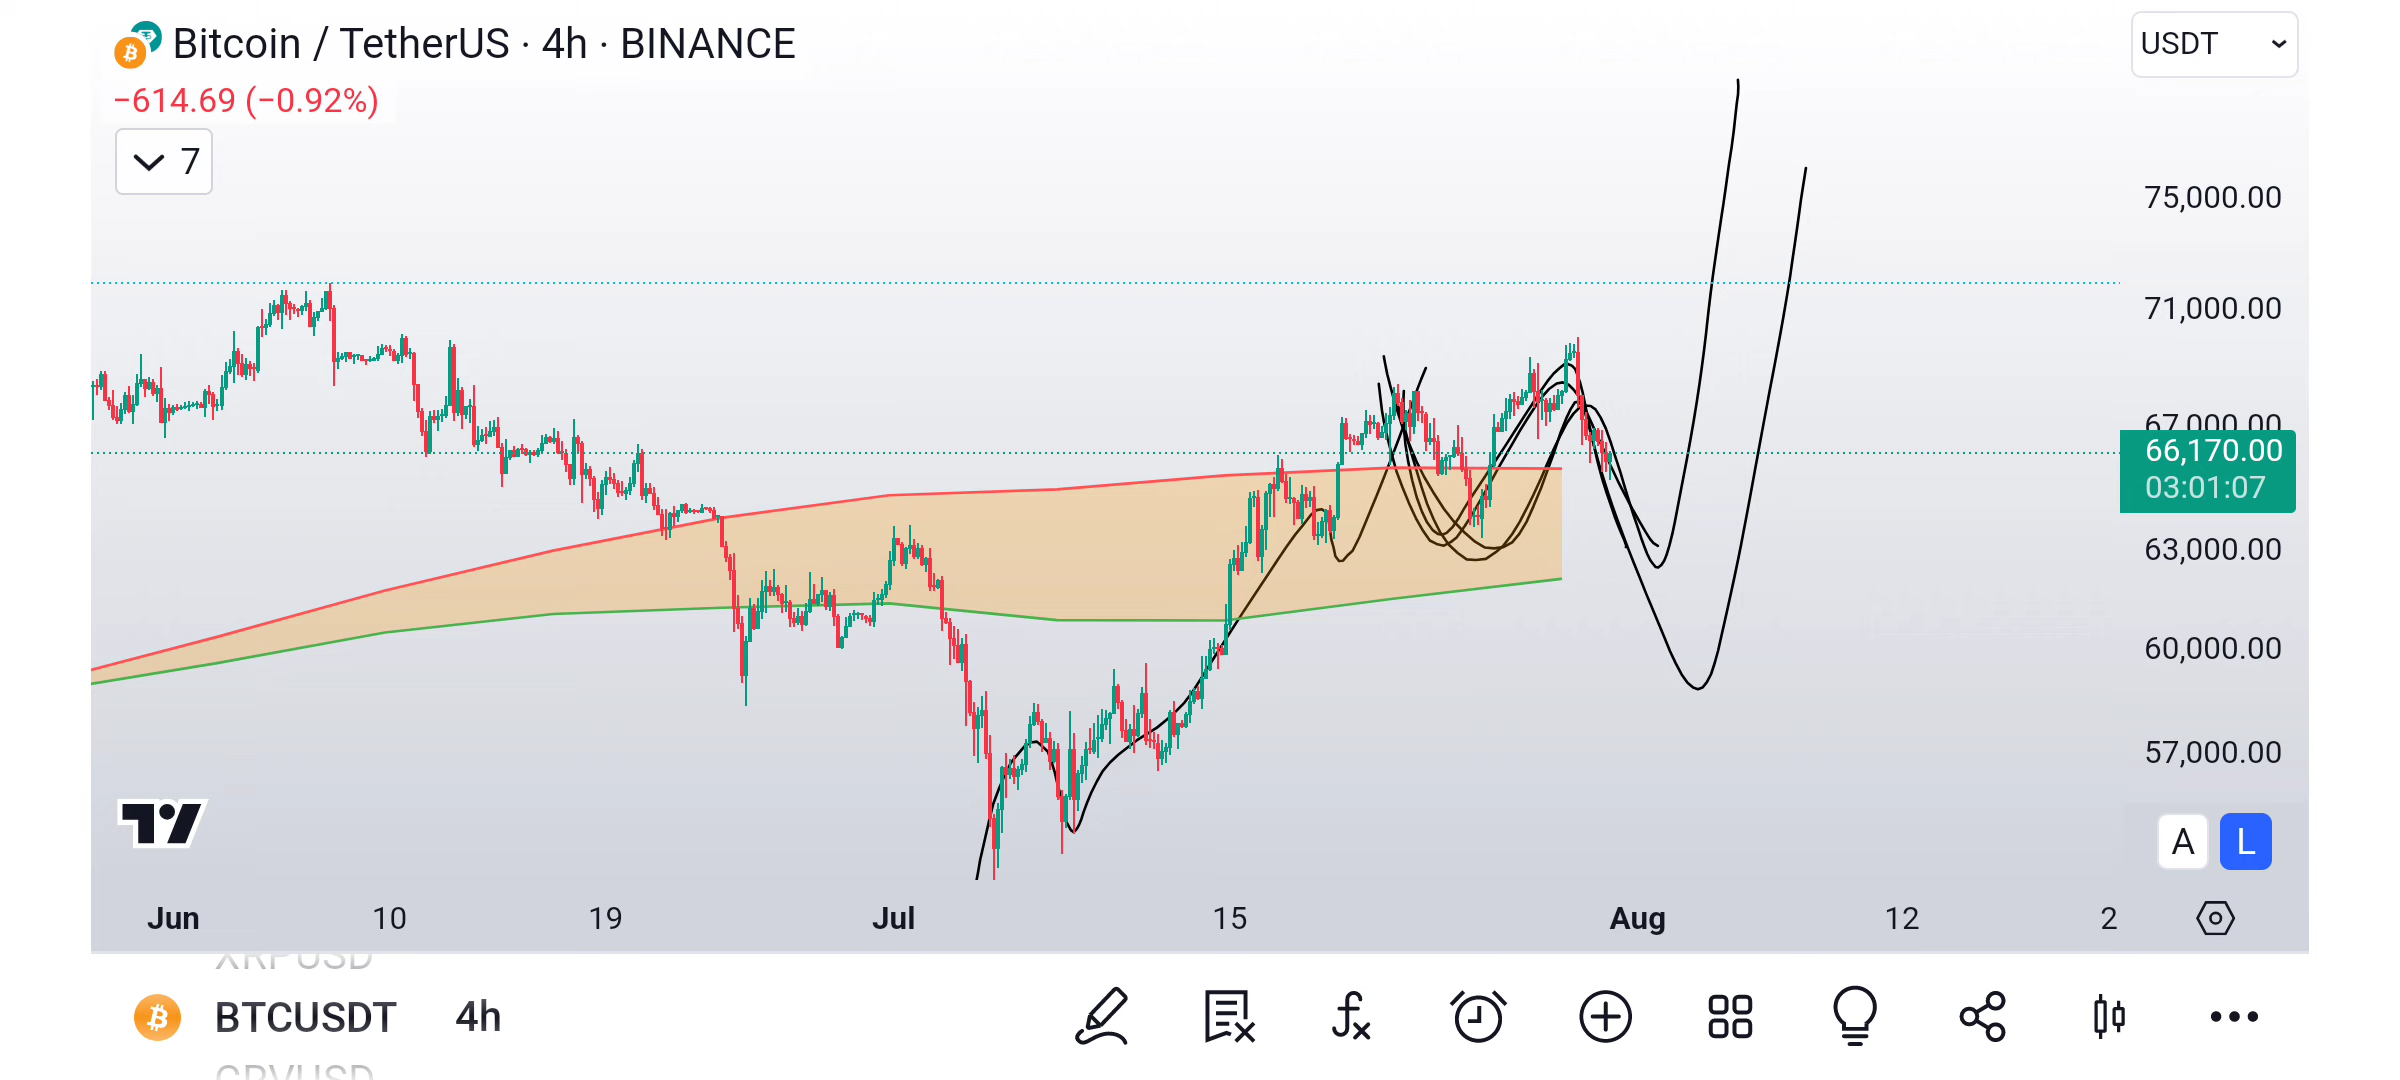 Bitcoin / TetherUS · 4h · BINANCE
USDT
−614.69 (−0.92%)
7
75,000.00
71,000.00
67,000.00
66,170.00
03:01:07
63,000.00
60,000.00
57,000.00
A L
Jun 10 19 Jul 15 Aug 12 2
XRPUSD
BTCUSDT 4h